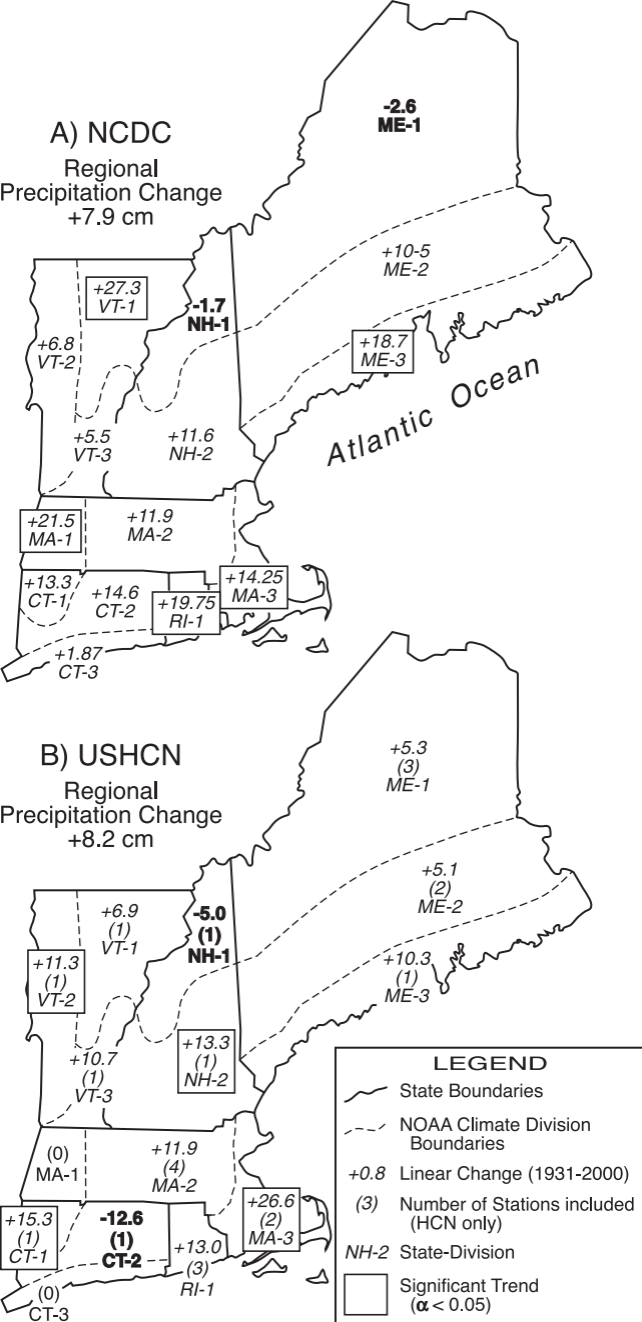 -2.6
ME-1
A) NCDC
Regional
Precipitation Change
+7.9 cm
+10-5
ME-2
+27.3
VT-1
-1.7
NH-1
+6.8
VT-2
+18.7
ME-3
Atlantic Ocean
+5.5
VT-3
+11.6
NH-2
+21.5
MA-1
+11.9
MA-2
+13.3
CT-1
+14.6
CT-2
+19.75
RI-1
+14.25
MA-3
+1.87
CT-3
B) USHCN
Regional
Precipitation Change
+8.2 cm
+5.3
(3)
ME-1
+5.1
(2)
ME-2
+6.9
(1)
VT-1
-5.0
(1)
NH-1
+11.3
(1)
VT-2
+10.3
(1)
ME-3
+10.7
(1)
VT-3
+13.3
(1)
NH-2
(0)
MA-1
+11.9
(4)
MA-2
+15.3
(1)
CT-1
-12.6
(1)
CT-2
+13.0
(3)
RI-1
+26.6
(2)
MA-3
(0)
CT-3
LEGEND
State Boundaries
NOAA Climate Division
Boundaries
+0.8 Linear Change (1931-2000)
(3) Number of Stations included
(HCN only)
NH-2 State-Division
Significant Trend
(α < 0.05)